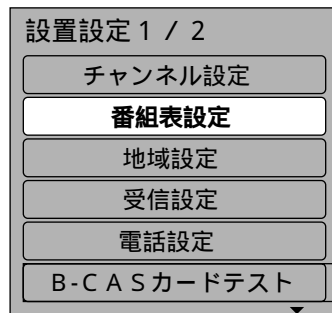 設置設定１／２
チャンネル設定
番組表設定
地域設定
受信設定
電話設定
Ｂ-ＣＡＳカードテスト